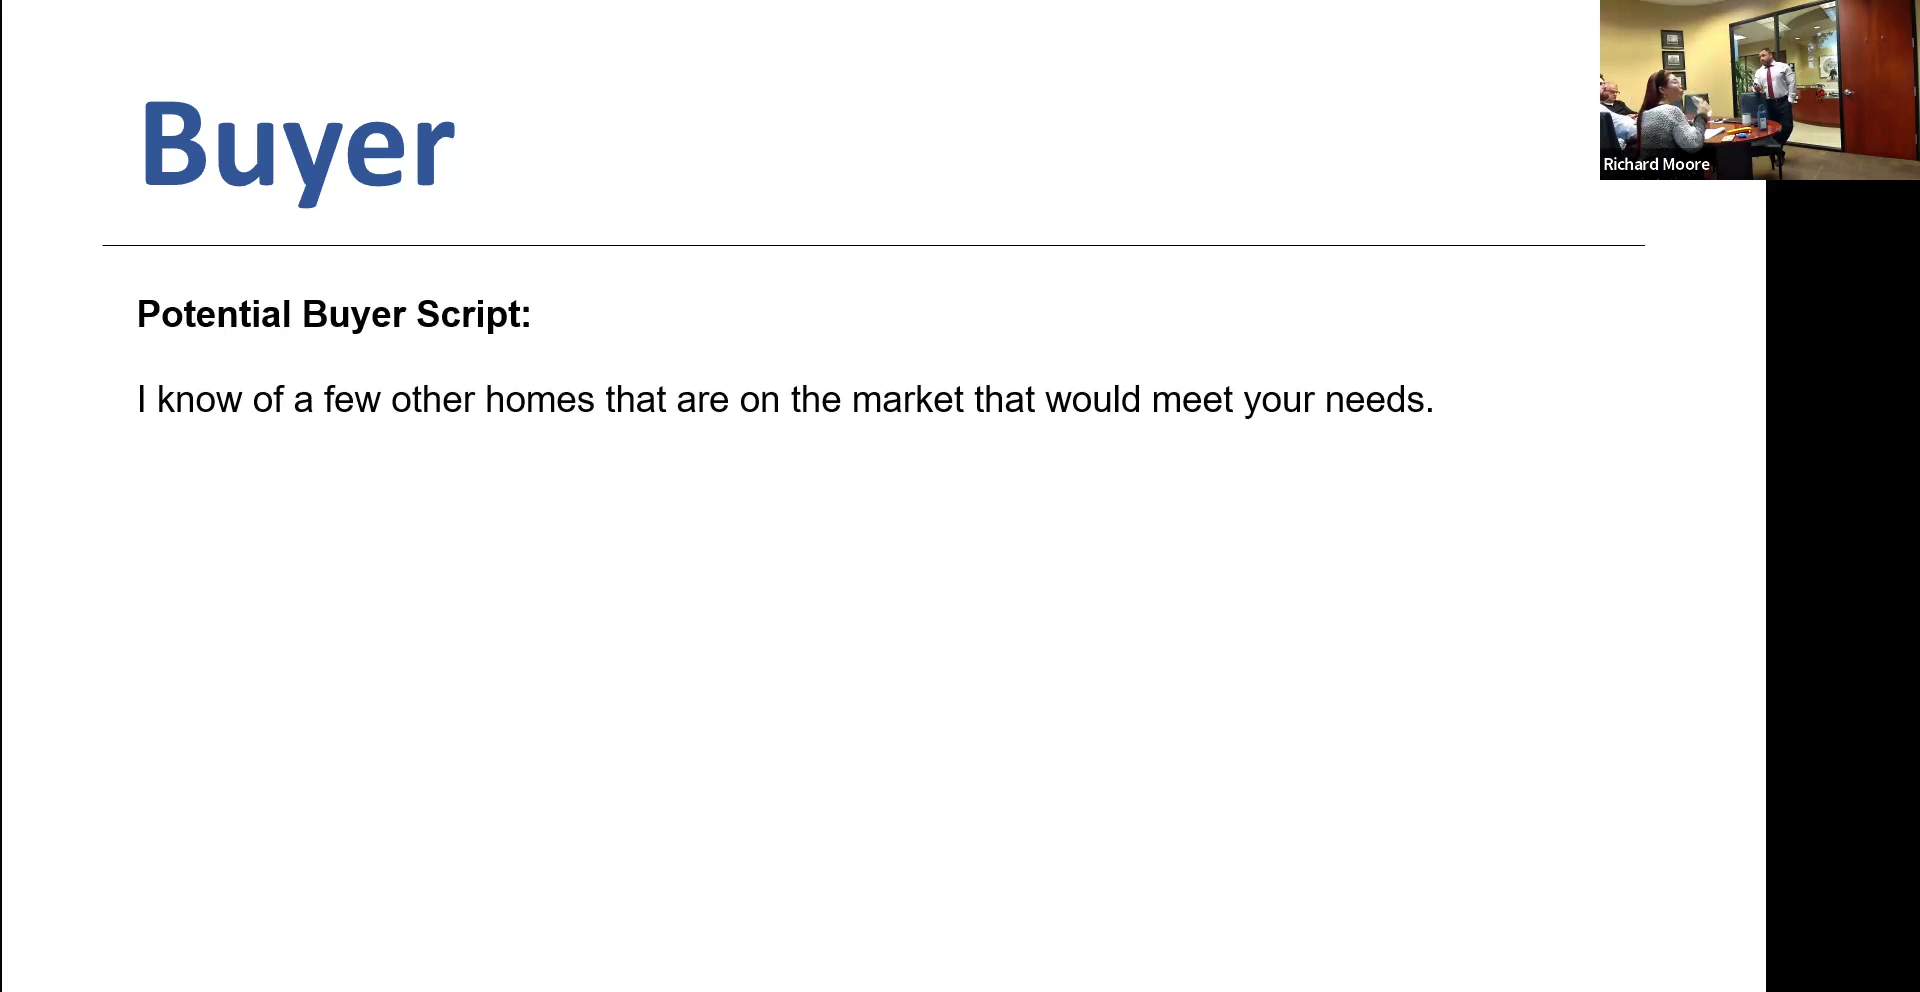 Buyer
Richard Moore
Potential Buyer Script:
I know of a few other homes that are on the market that would meet your needs.